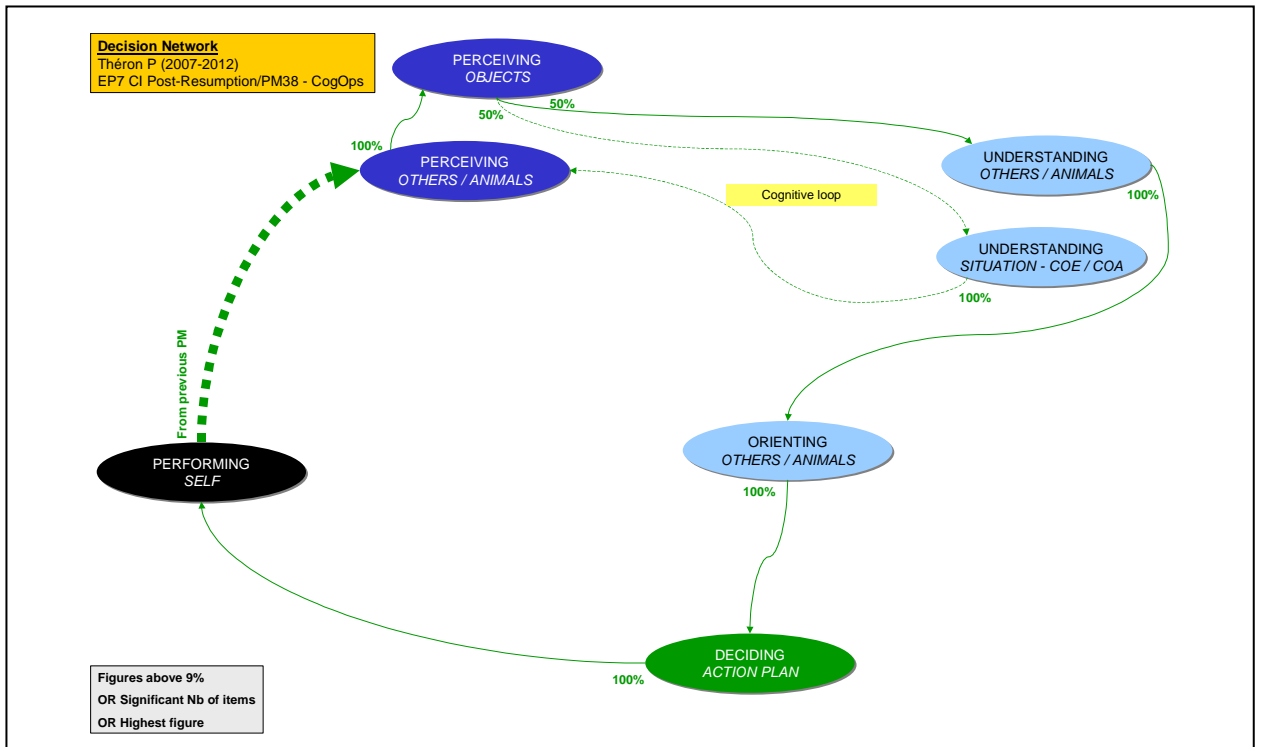 Decision Network
Théron P (2007-2012)
EP7 CI Post-Resumption/PM38 - CogOps
PERCEIVING
OBJECTS
50%
50%
100%
PERCEIVING
OTHERS / ANIMALS
UNDERSTANDING
OTHERS / ANIMALS
100%
Cognitive loop
UNDERSTANDING
SITUATION - COE / COA
100%
From previous PM
ORIENTING
OTHERS / ANIMALS
100%
PERFORMING
SELF
DECIDING
ACTION PLAN
100%
Figures above 9%
OR Significant Nb of items
OR Highest figure